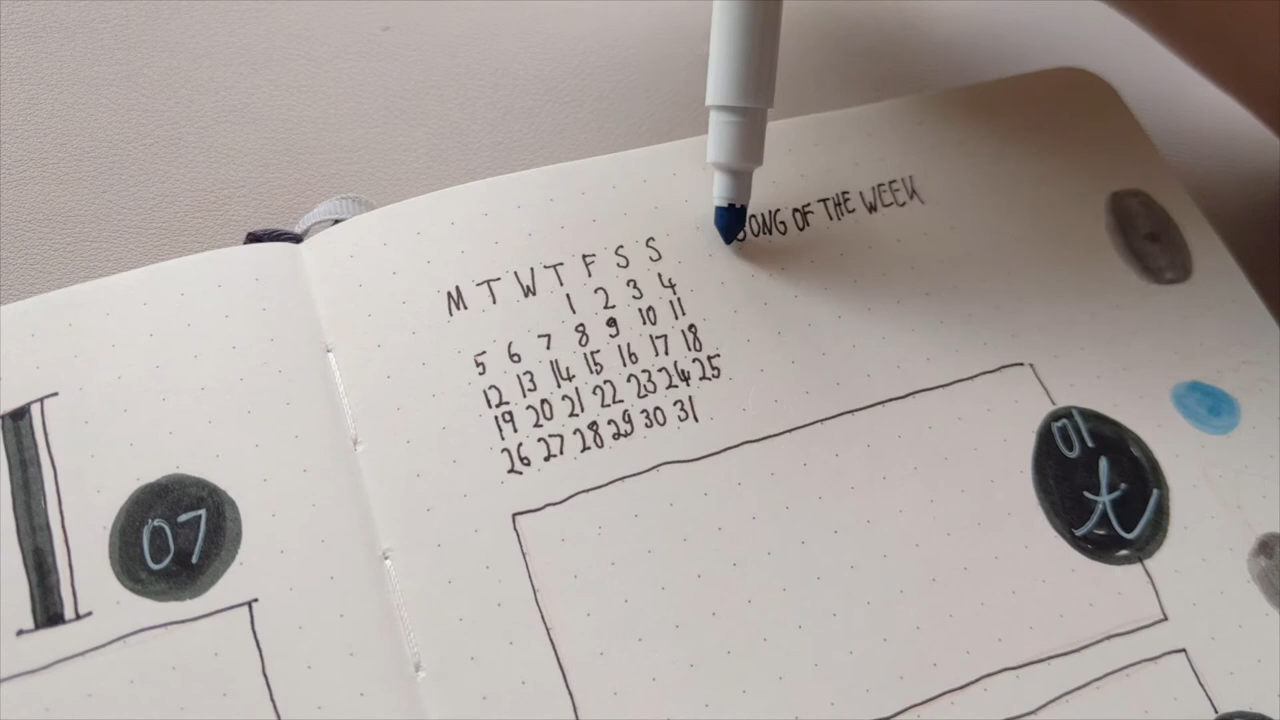 SONG OF THE WEEK
M T W T F S S
1 2 3 4
5 6 7 8 9 10 11
12 13 14 15 16 17 18
19 20 21 22 23 24 25
26 27 28 29 30 31
07
01